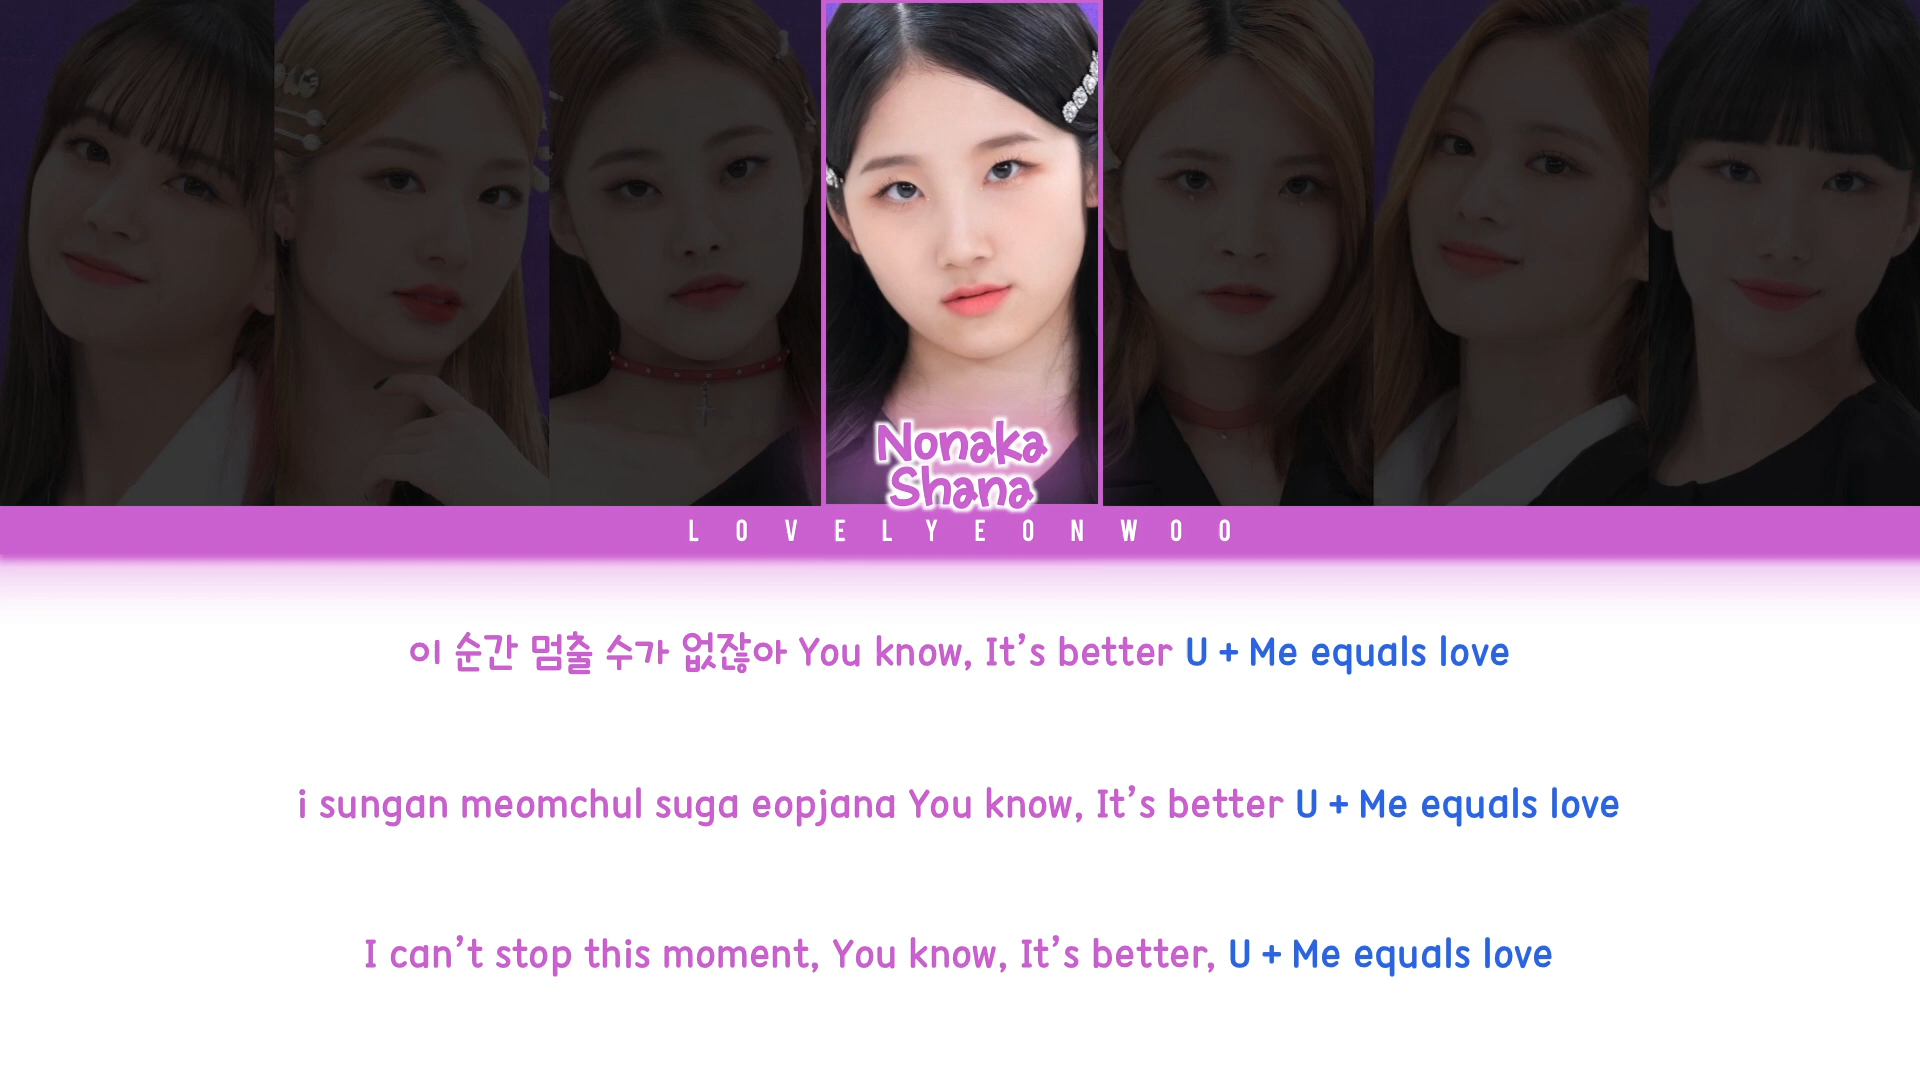 Nonaka
Shana
LOVELYEONWOO
이 순간 멈출 수가 없잖아 You know, It’s better U + Me equals love
i sungan meomchul suga eopjana You know, It’s better U + Me equals love
I can’t stop this moment, You know, It’s better, U + Me equals love